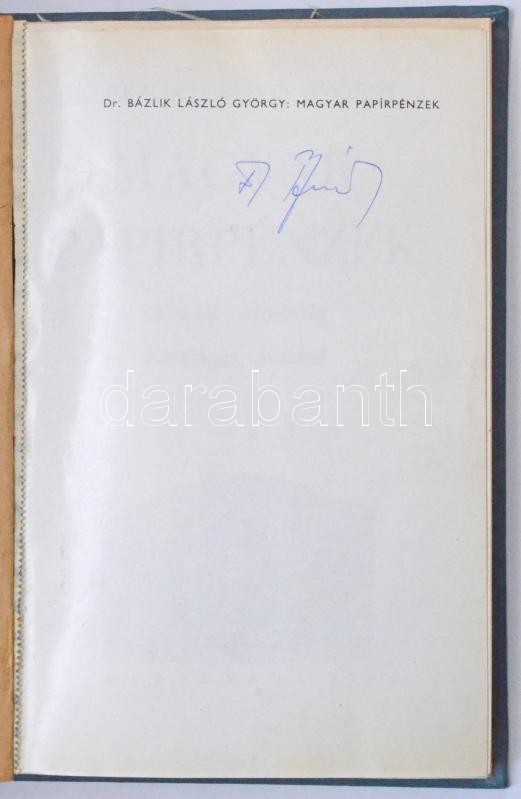 Dr. BÁZLIK LÁSZLÓ GYÖRGY: MAGYAR PAPÍRPÉNZEK
darabanth